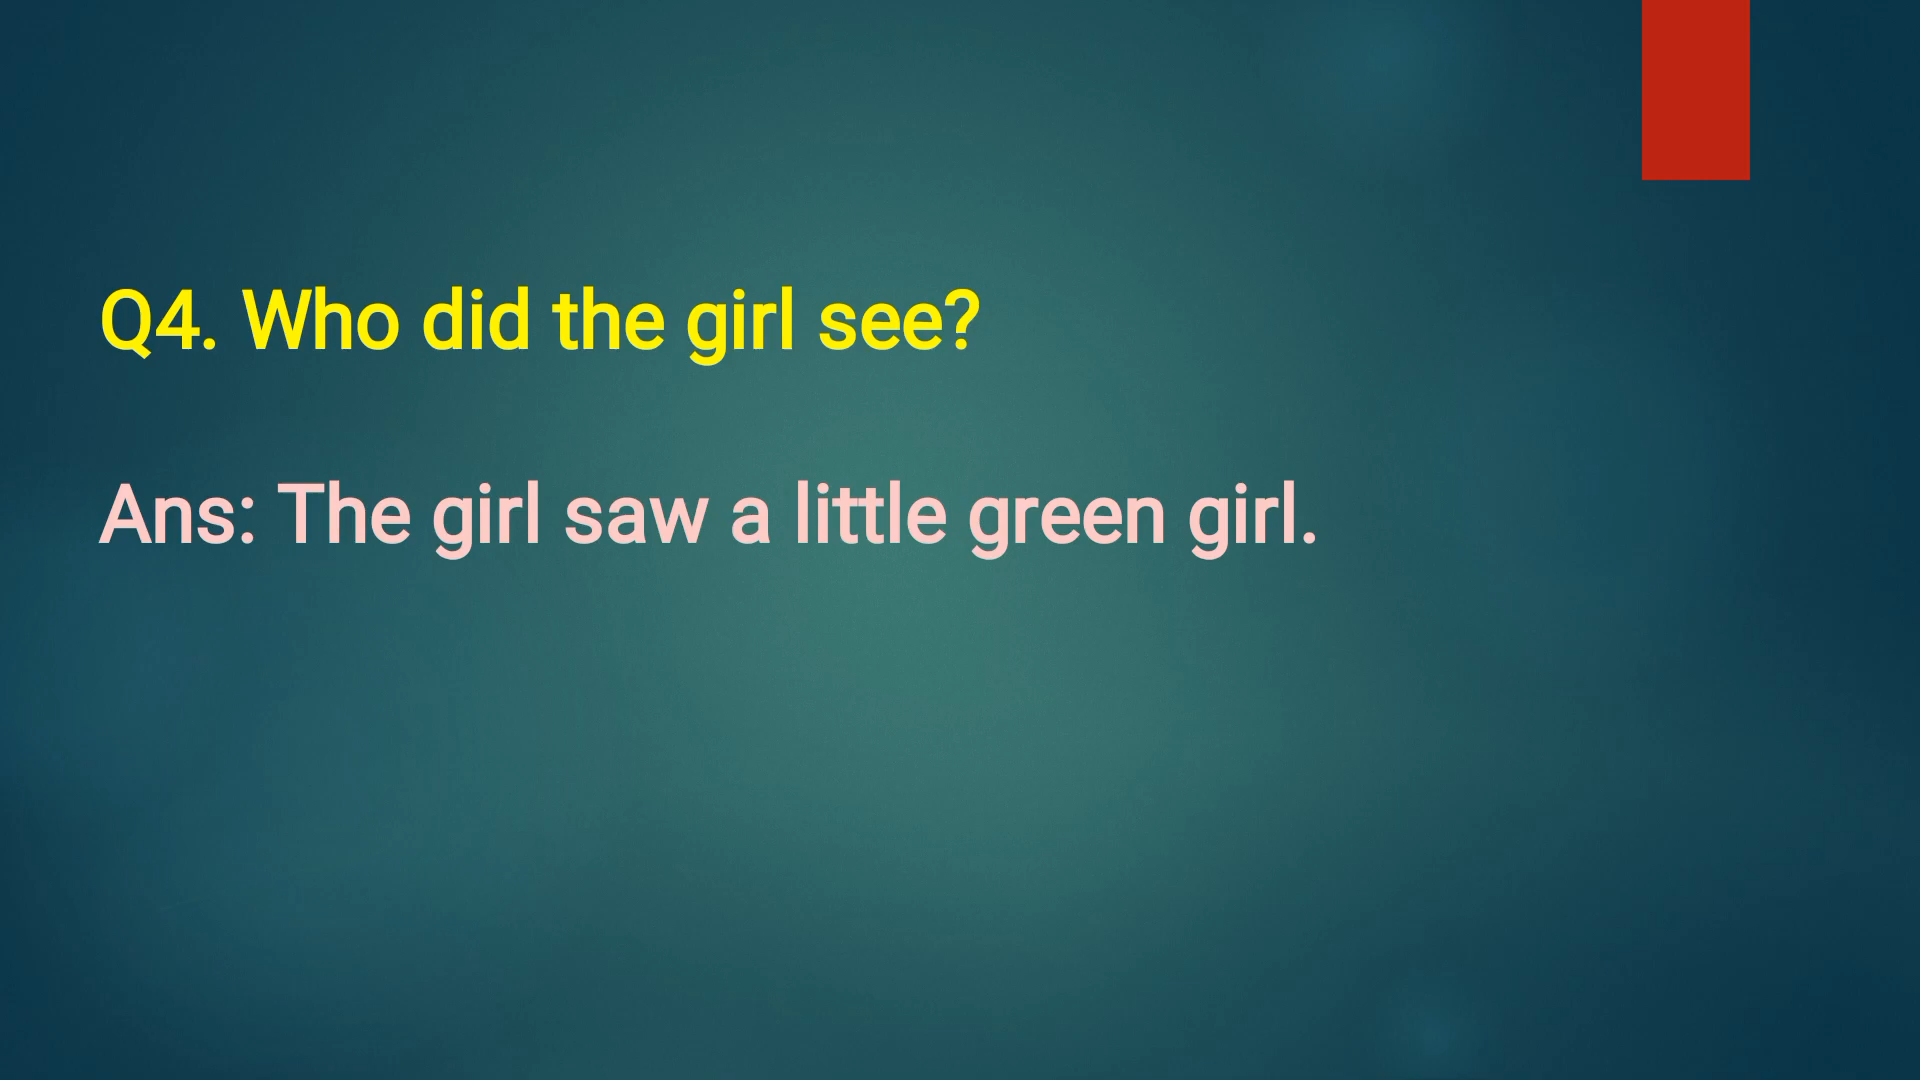 Q4. Who did the girl see?
Ans: The girl saw a little green girl.